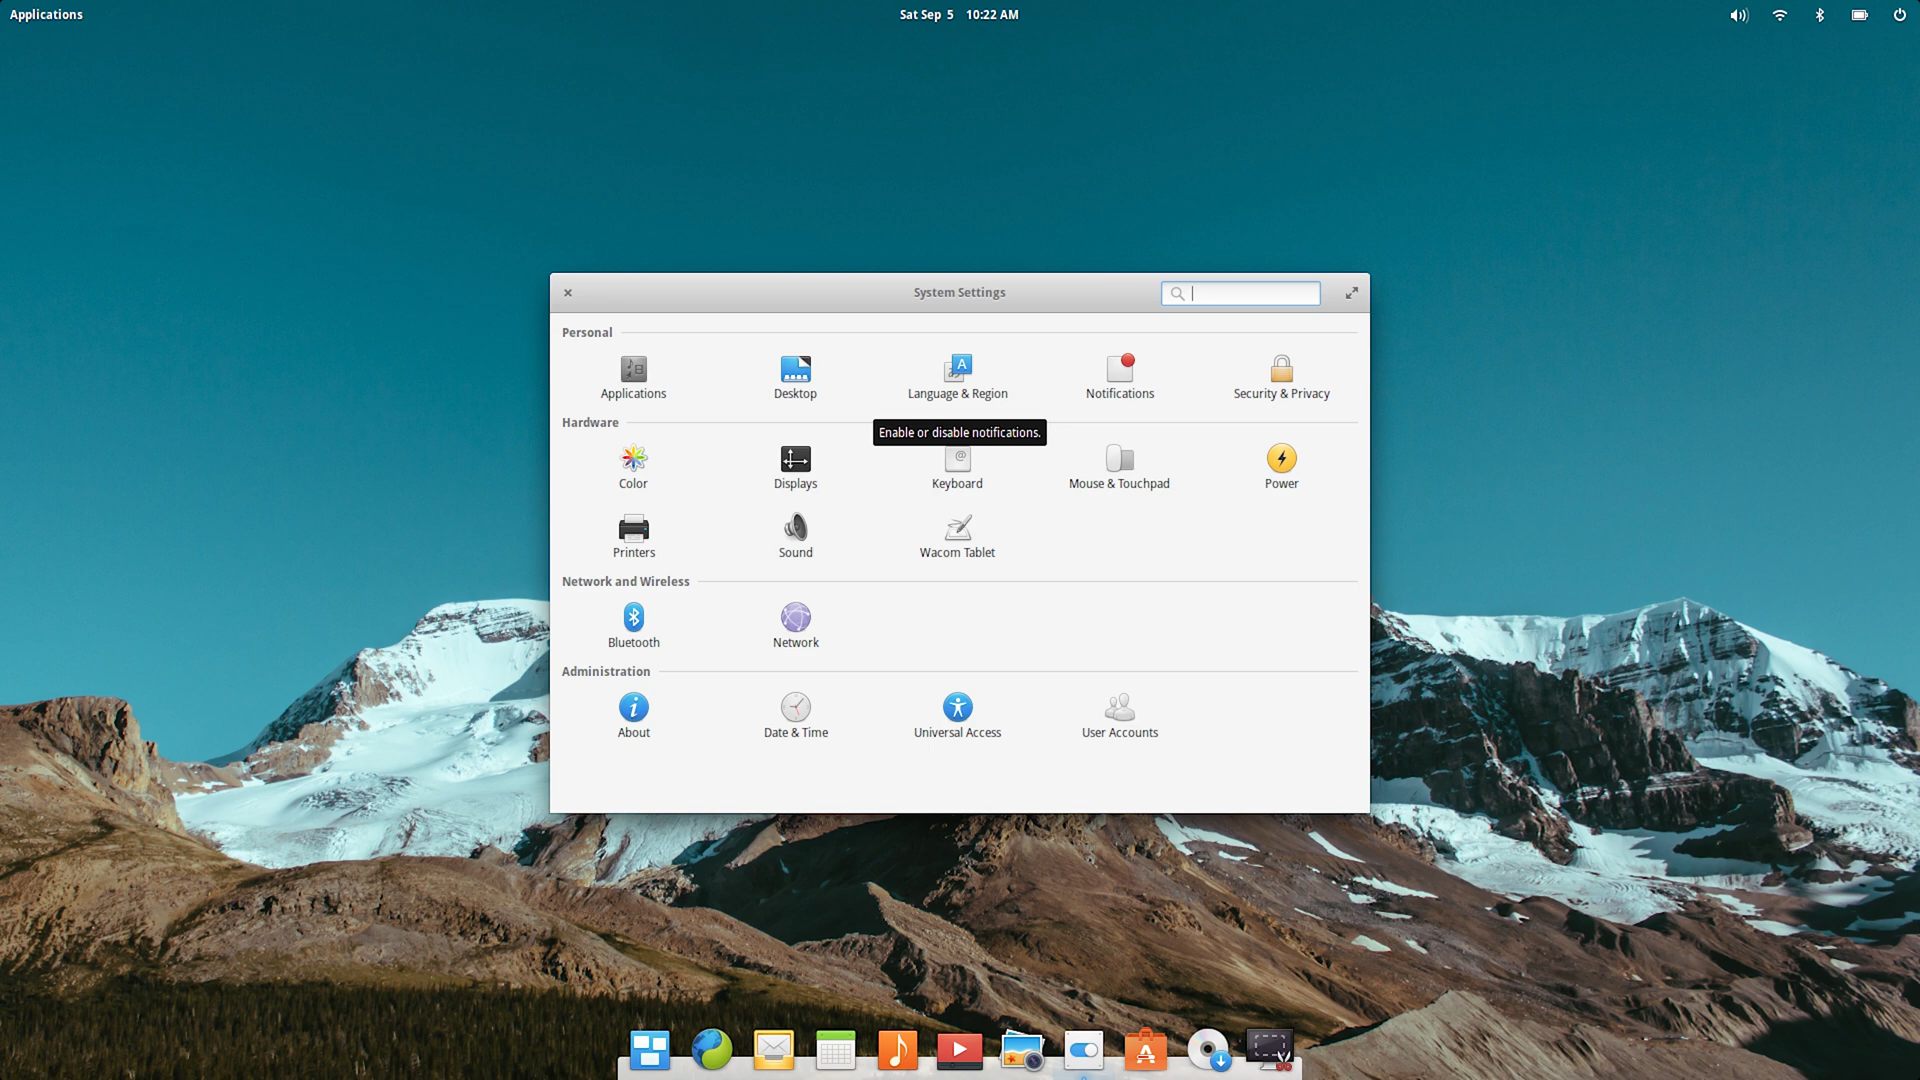 Applications
Sat Sep 5 10:22 AM
System Settings
Personal
Applications
Desktop
Language & Region
Notifications
Security & Privacy
Hardware
Enable or disable notifications.
Color
Displays
Keyboard
Mouse & Touchpad
Power
Printers
Sound
Wacom Tablet
Network and Wireless
Bluetooth
Network
Administration
About
Date & Time
Universal Access
User Accounts